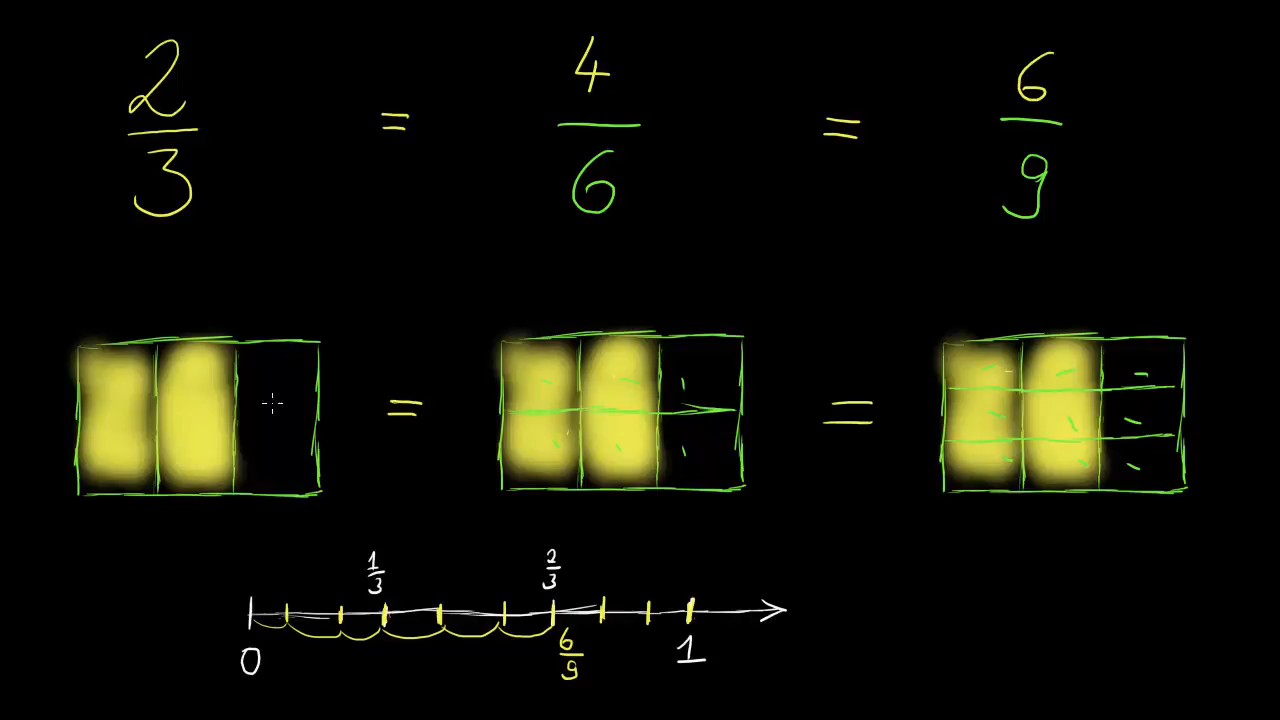 2/3 = 4/6 = 6/9
= =
1/3 2/3
0 6/9 1